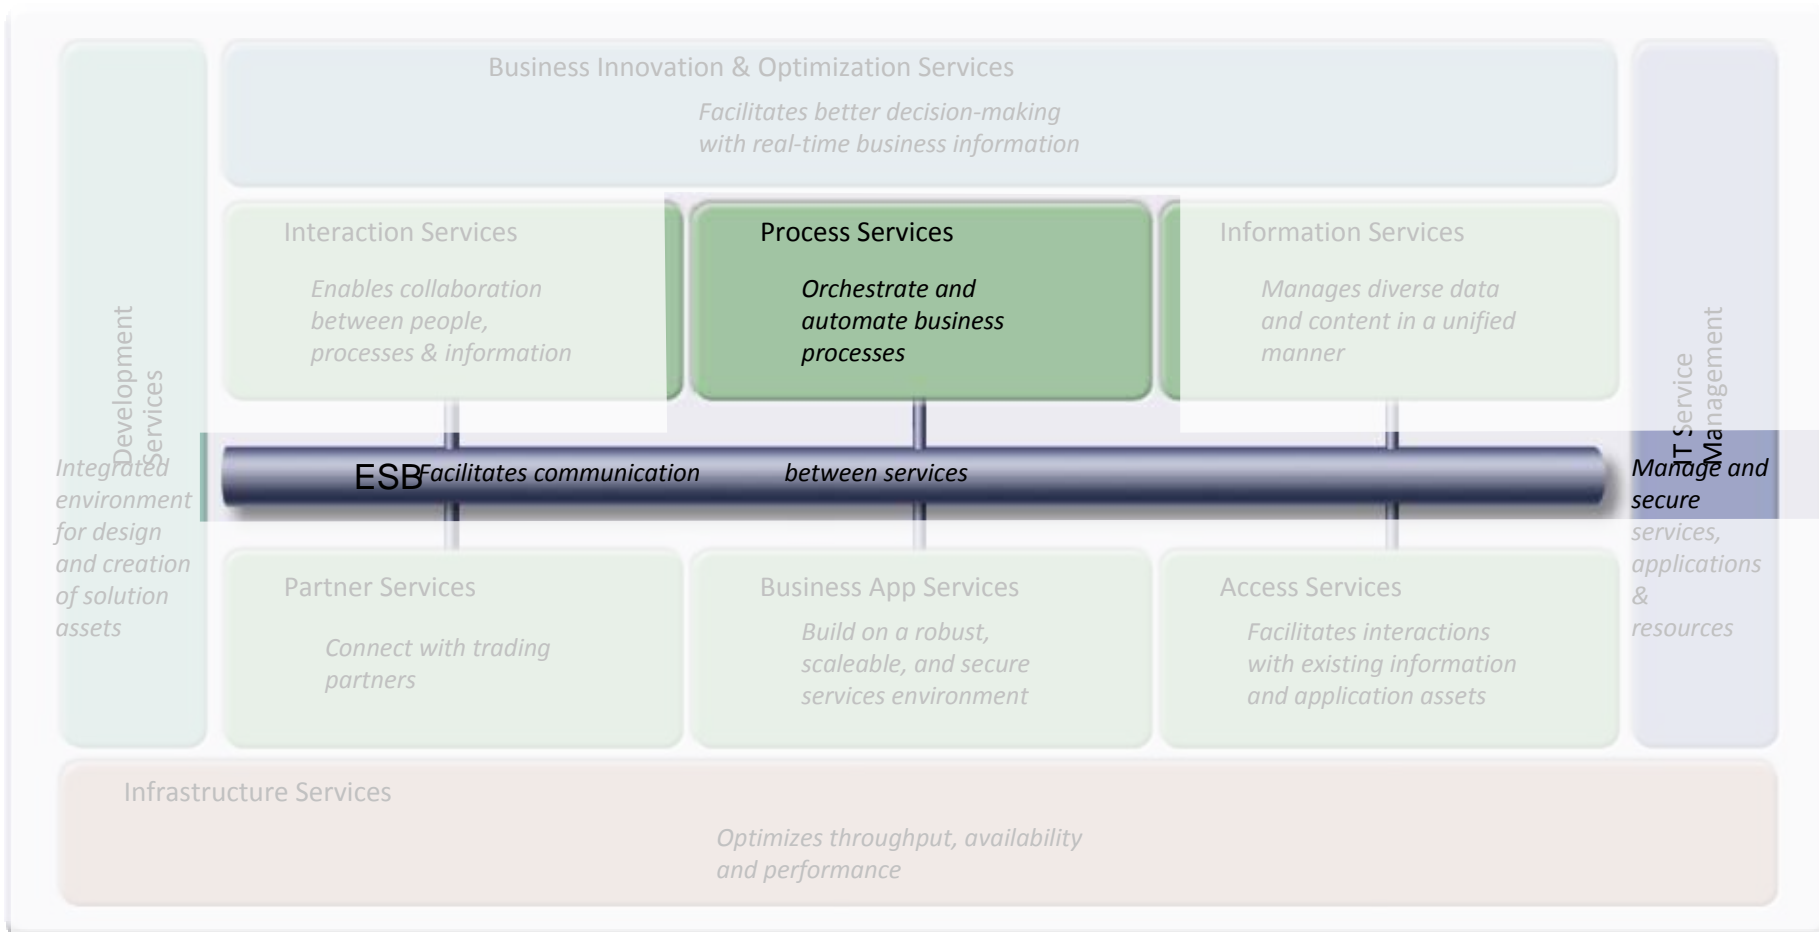 Business Innovation & Optimization Services
Facilitates better decision-making
with real-time business information
Interaction Services
Enables collaboration
between people,
processes & information
Process Services
Orchestrate and
automate business
processes
Information Services
Manages diverse data
and content in a unified
manner
Development
Services
Integrated
environment
for design
and creation
of solution
assets
ESB Facilitates communication between services
IT Service
Management
Manage and
secure
services,
applications
&
resources
Partner Services
Connect with trading
partners
Business App Services
Build on a robust,
scaleable, and secure
services environment
Access Services
Facilitates interactions
with existing information
and application assets
Infrastructure Services
Optimizes throughput, availability
and performance